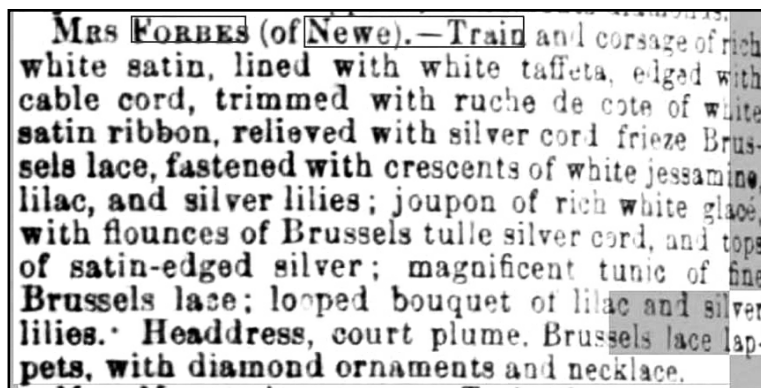 MRS FORBES (of Newe).—Train and corsage of rich
white satin, lined with white taffeta, edged with
cable cord, trimmed with ruche de cote of white
satin ribbon, relieved with silver cord frieze Brus-
sels lace, fastened with crescents of white jessamine,
lilac, and silver lilies; joupon of rich white glacé,
with flounces of Brussels tulle silver cord, and tops
of satin-edged silver; magnificent tunic of fine
Brussels lace; looped bouquet of lilac and silver
lilies. Headdress, court plume. Brussels lace lap-
pets, with diamond ornaments and necklace.